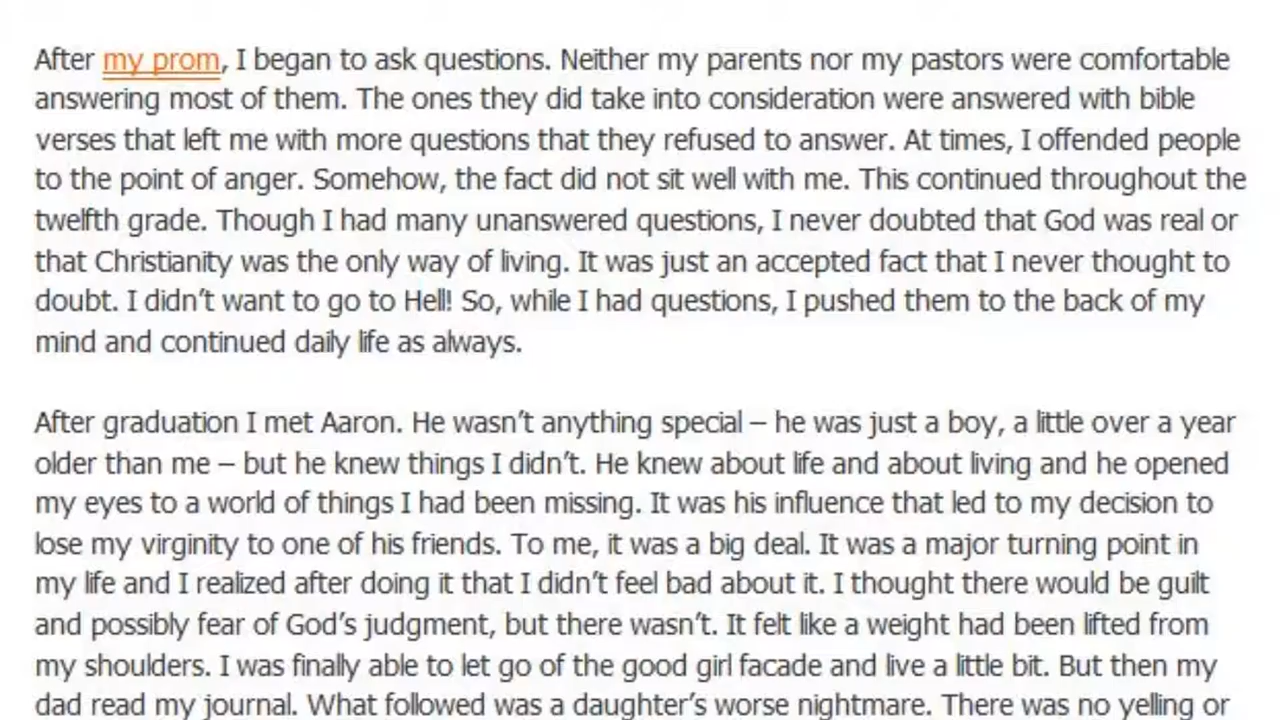 After my prom, I began to ask questions. Neither my parents nor my pastors were comfortable
answering most of them. The ones they did take into consideration were answered with bible
verses that left me with more questions that they refused to answer. At times, I offended people
to the point of anger. Somehow, the fact did not sit well with me. This continued throughout the
twelfth grade. Though I had many unanswered questions, I never doubted that God was real or
that Christianity was the only way of living. It was just an accepted fact that I never thought to
doubt. I didn’t want to go to Hell! So, while I had questions, I pushed them to the back of my
mind and continued daily life as always.
After graduation I met Aaron. He wasn’t anything special – he was just a boy, a little over a year
older than me – but he knew things I didn’t. He knew about life and about living and he opened
my eyes to a world of things I had been missing. It was his influence that led to my decision to
lose my virginity to one of his friends. To me, it was a big deal. It was a major turning point in
my life and I realized after doing it that I didn’t feel bad about it. I thought there would be guilt
and possibly fear of God’s judgment, but there wasn’t. It felt like a weight had been lifted from
my shoulders. I was finally able to let go of the good girl facade and live a little bit. But then my
dad read my journal. What followed was a daughter’s worse nightmare. There was no yelling or